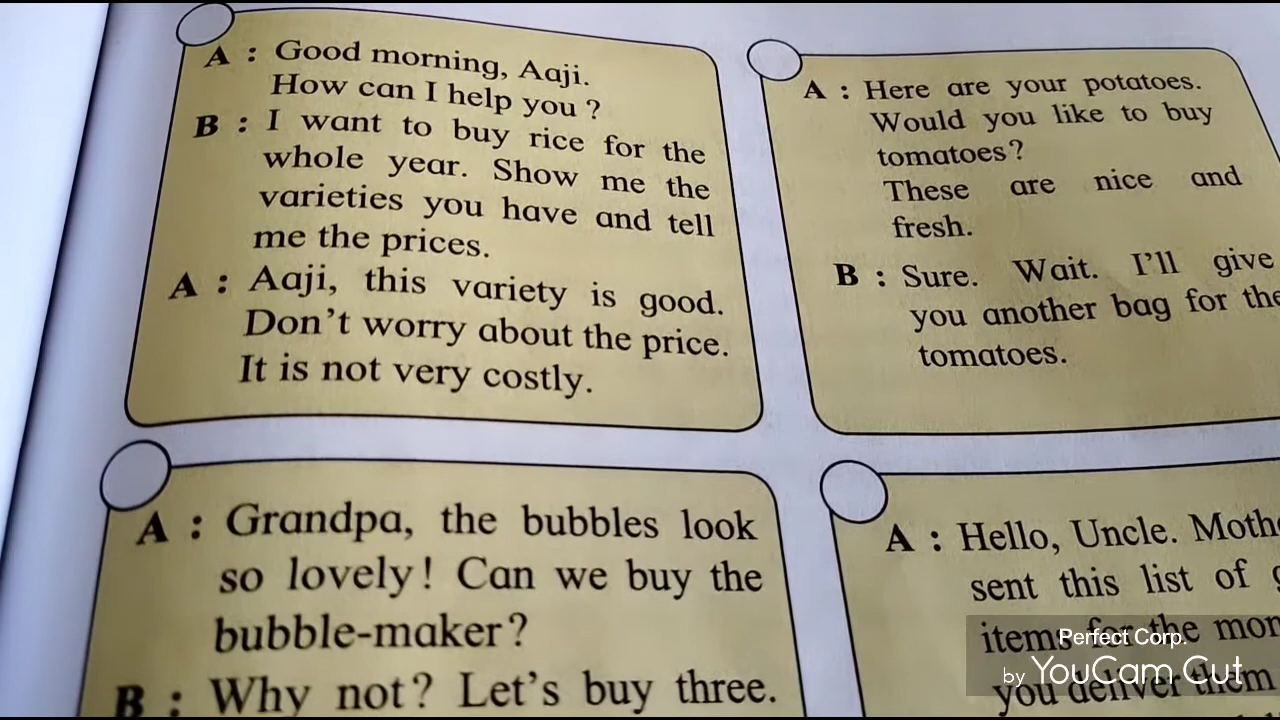 A : Good morning, Aaji.
How can I help you ?
B : I want to buy rice for the
whole year. Show me the
varieties you have and tell
me the prices.
A : Aaji, this variety is good.
Don't worry about the price.
It is not very costly.
A : Here are your potatoes.
Would you like to buy
tomatoes?
These are nice and
fresh.
B : Sure. Wait. I'll give
you another bag for the
tomatoes.
A : Grandpa, the bubbles look
so lovely! Can we buy the
bubble-maker?
B : Why not? Let's buy three.
A : Hello, Uncle.
sent this list of
items for the
you deliver them
Perfect Corp.
by YouCam Cut